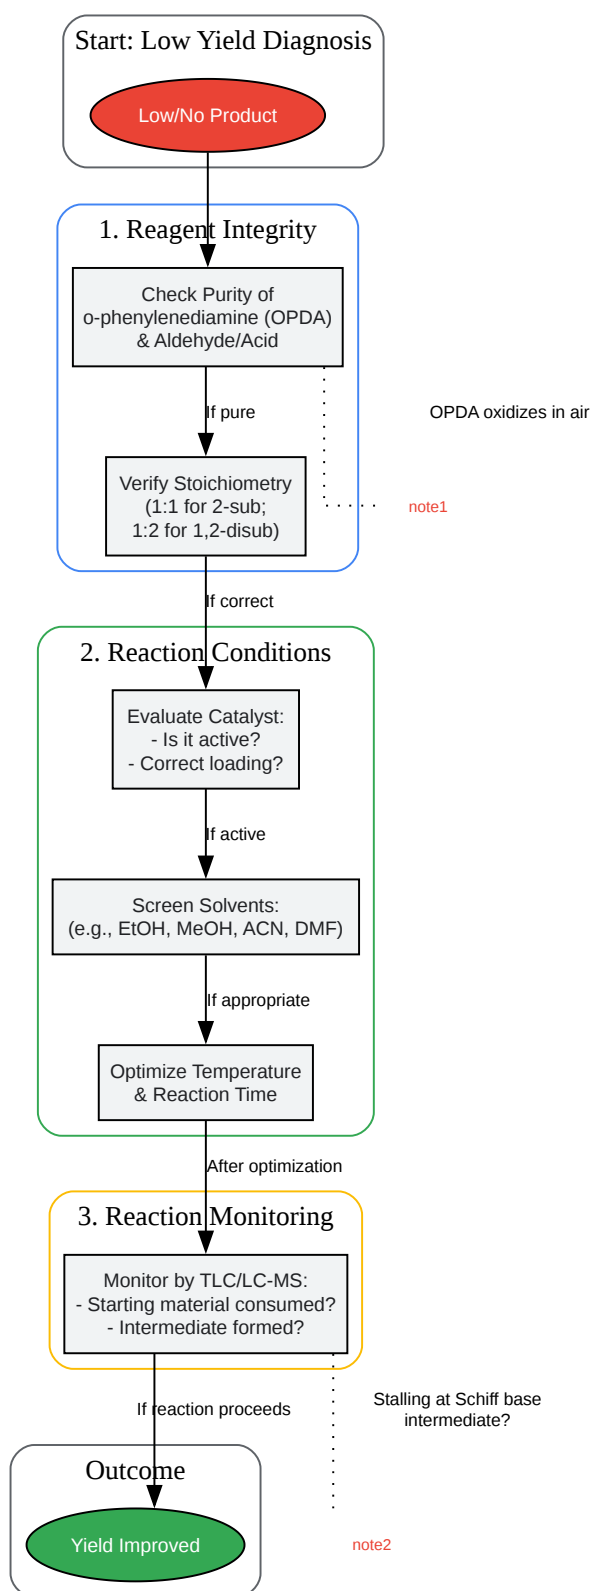 Start: Low Yield Diagnosis
Low/No Product
1. Reagent Integrity
Check Purity of
o-phenylenediamine (OPDA)
& Aldehyde/Acid
If pure
OPDA oxidizes in air
Verify Stoichiometry
(1:1 for 2-sub;
1:2 for 1,2-disub)
note1
If correct
2. Reaction Conditions
Evaluate Catalyst:
- Is it active?
- Correct loading?
If active
Screen Solvents:
(e.g., EtOH, MeOH, ACN, DMF)
If appropriate
Optimize Temperature
& Reaction Time
After optimization
3. Reaction Monitoring
Monitor by TLC/LC-MS:
- Starting material consumed?
- Intermediate formed?
If reaction proceeds
Stalling at Schiff base
intermediate?
Outcome
Yield Improved
note2